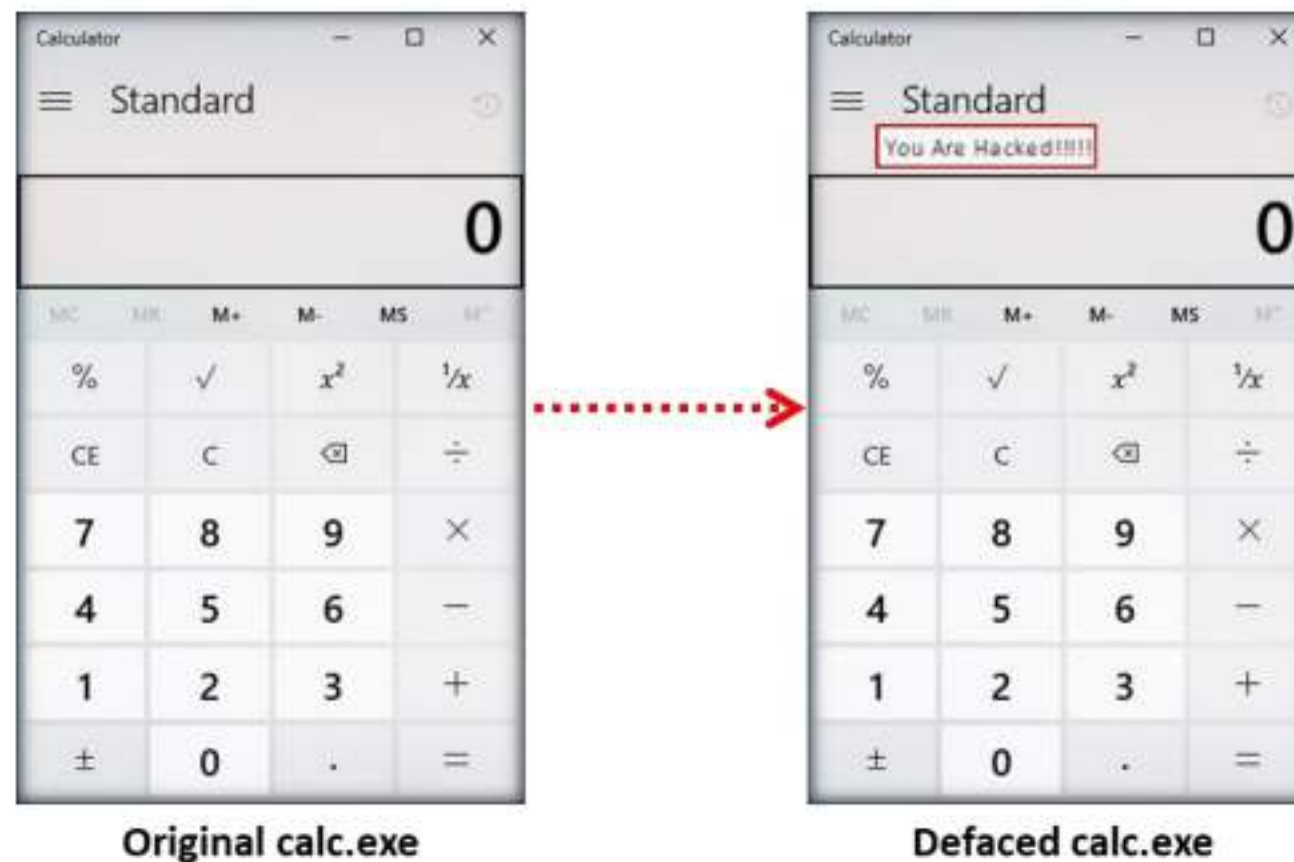 Calculator
Standard
0
MC MR M+ M- MS M˅
% √ x² ¹/x
CE C ÷
7 8 9 ×
4 5 6 −
1 2 3 +
± 0 . =
Original calc.exe
Calculator
Standard
You Are Hacked!!!!!
0
MC MR M+ M- MS M˅
% √ x² ¹/x
CE C ÷
7 8 9 ×
4 5 6 −
1 2 3 +
± 0 . =
Defaced calc.exe